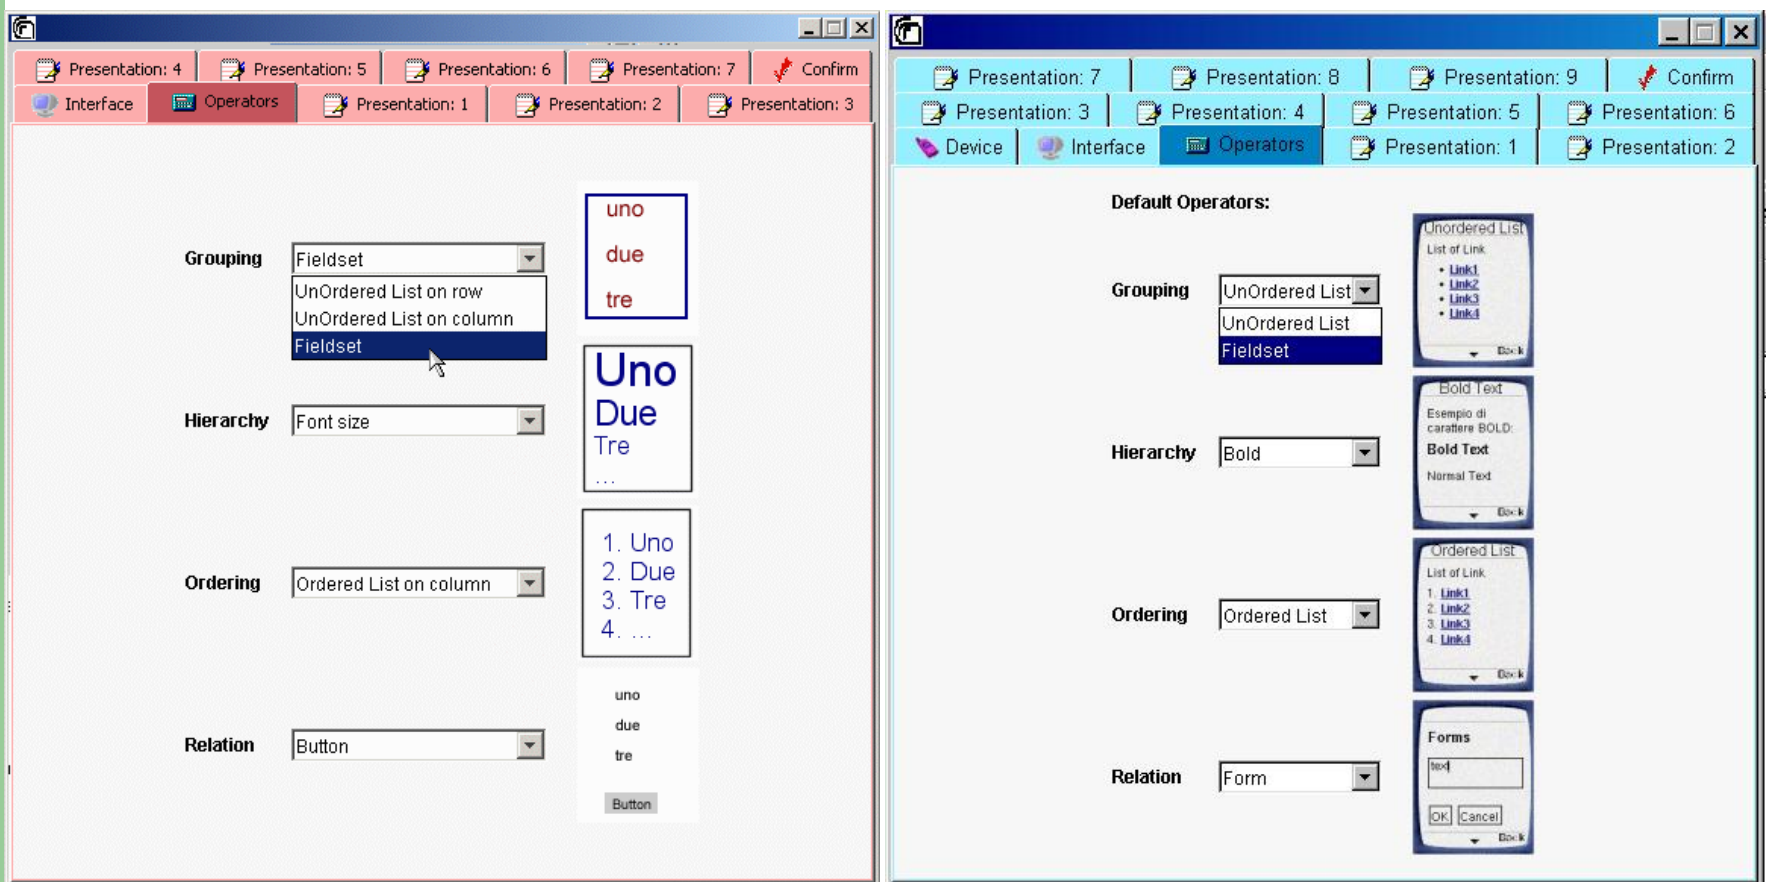 Presentation: 4 Presentation: 5 Presentation: 6 Presentation: 7 Confirm
Interface Operators Presentation: 1 Presentation: 2 Presentation: 3
Grouping Fieldset
UnOrdered List on row
UnOrdered List on column
Fieldset
uno
due
tre
Hierarchy Font size
Uno
Due
Tre
...
Ordering Ordered List on column
1. Uno
2. Due
3. Tre
4. ...
Relation Button
uno
due
tre
Button
Presentation: 7 Presentation: 8 Presentation: 9 Confirm
Presentation: 3 Presentation: 4 Presentation: 5 Presentation: 6
Device Interface Operators Presentation: 1 Presentation: 2
Default Operators:
Grouping UnOrdered List
UnOrdered List
Fieldset
Unordered List
List of Link
• Link1
• Link2
• Link3
• Link4
Back
Hierarchy Bold
Bold Text
Esempio di
carattere BOLD:
Bold Text
Normal Text
Back
Ordering Ordered List
Ordered List
List of Link
1. Link1
2. Link2
3. Link3
4. Link4
Back
Relation Form
Forms
text
OK Cancel
Back